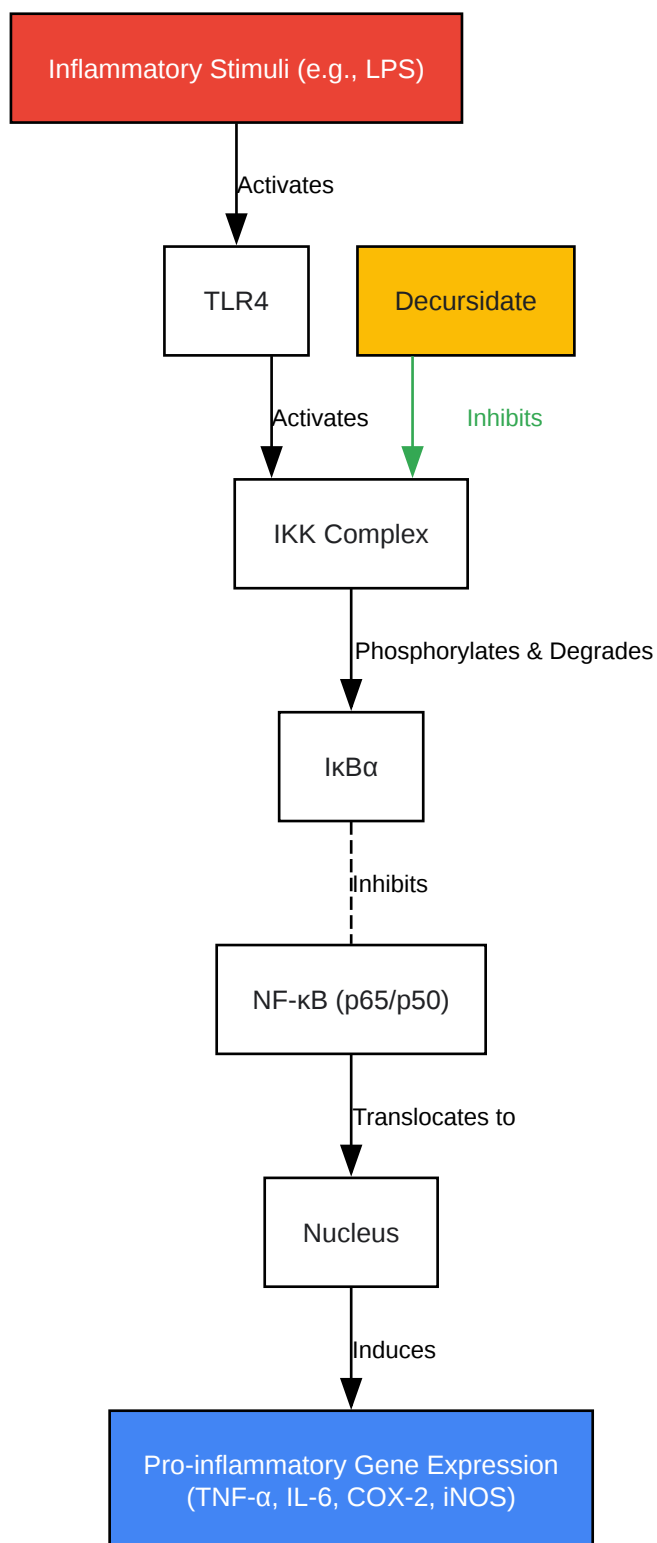 Inflammatory Stimuli (e.g., LPS)
Activates
TLR4
Decursidate
Activates
Inhibits
IKK Complex
Phosphorylates & Degrades
IκBα
Inhibits
NF-κB (p65/p50)
Translocates to
Nucleus
Induces
Pro-inflammatory Gene Expression
(TNF-α, IL-6, COX-2, iNOS)